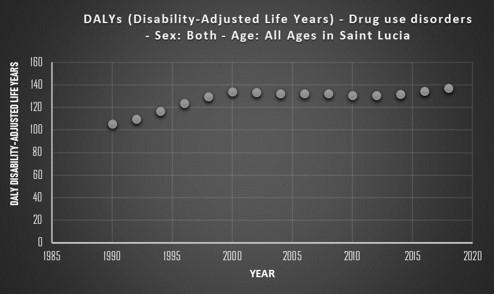 DALYs (Disability-Adjusted Life Years) - Drug use disorders
- Sex: Both - Age: All Ages in Saint Lucia
DALY DISABILITY-ADJUSTED LIFE YEARS
160
140
120
100
80
60
40
20
0
1985 1990 1995 2000 2005 2010 2015 2020
YEAR